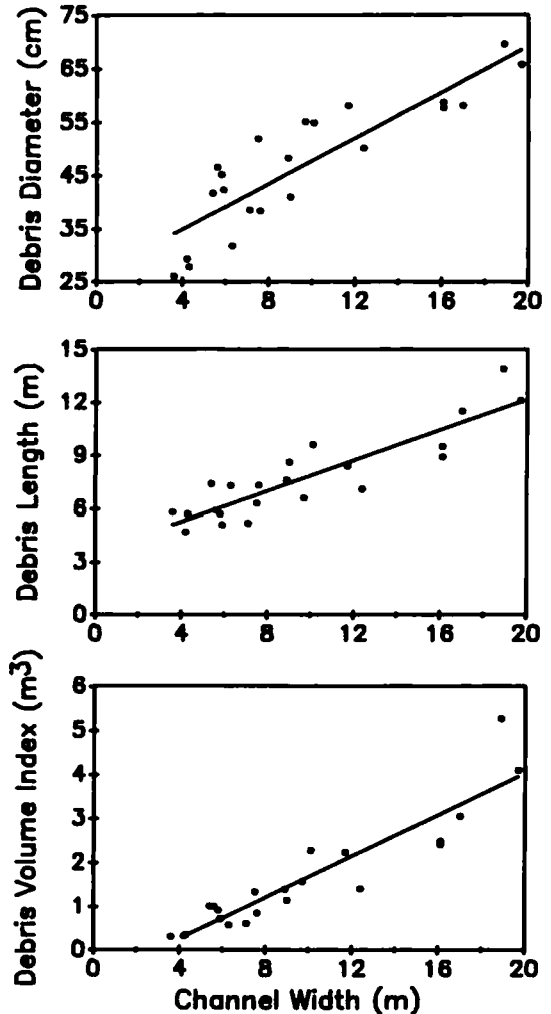 Debris Diameter (cm)
75
65
55
45
35
25
0 4 8 12 16 20
Debris Length (m)
15
12
9
6
3
0
0 4 8 12 16 20
Debris Volume Index (m³)
6
5
4
3
2
1
0
0 4 8 12 16 20
Channel Width (m)